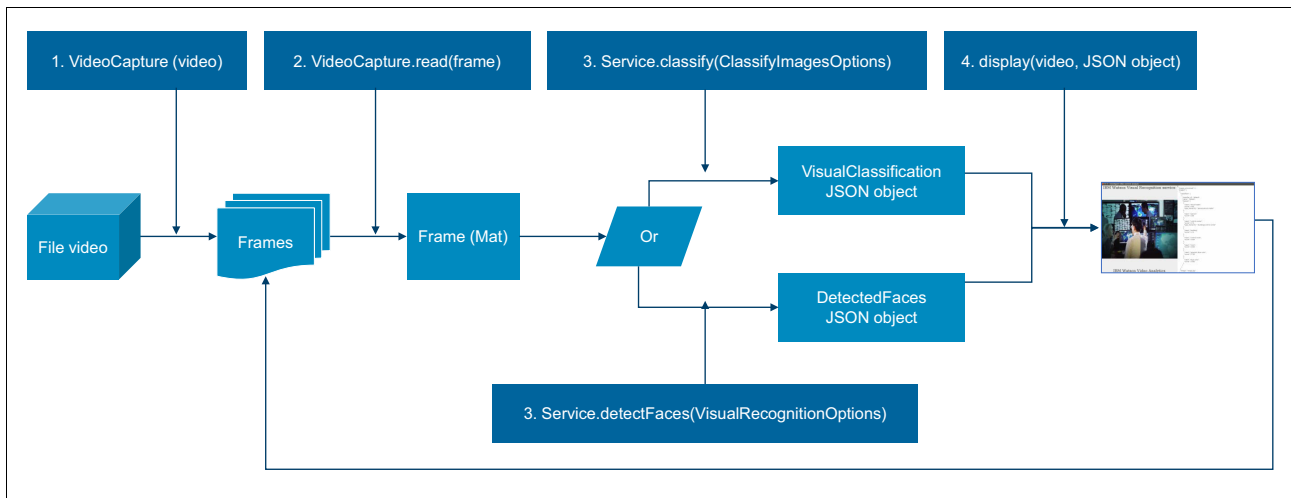 1. VideoCapture (video)
2. VideoCapture.read(frame)
3. Service.classify(ClassifyImagesOptions)
4. display(video, JSON object)
File video
Frames
Frame (Mat)
Or
VisualClassification
JSON object
DetectedFaces
JSON object
IBM Watson Visual Recognition service
IBM Watson Video Analytics
3. Service.detectFaces(VisualRecognitionOptions)